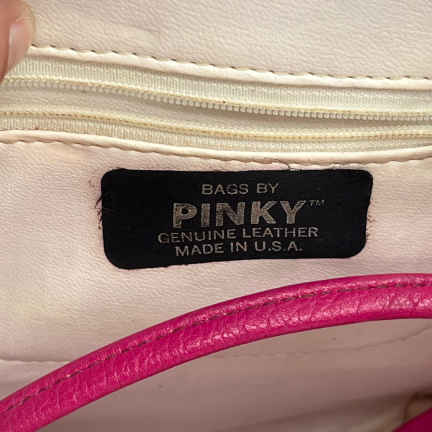 BAGS BY
PINKY™
GENUINE LEATHER
MADE IN U.S.A.